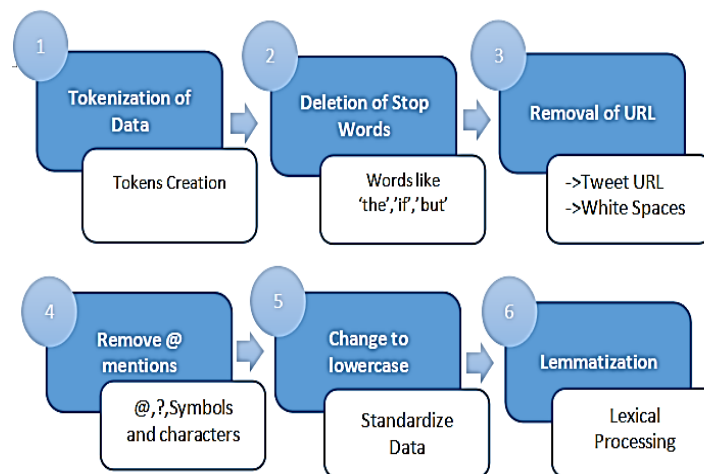 1
Tokenization of
Data
Tokens Creation
2
Deletion of Stop
Words
Words like
‘the’,’if’,’but’
3
Removal of URL
->Tweet URL
->White Spaces
4
Remove @
mentions
@,?,Symbols
and characters
5
Change to
lowercase
Standardize
Data
6
Lemmatization
Lexical
Processing